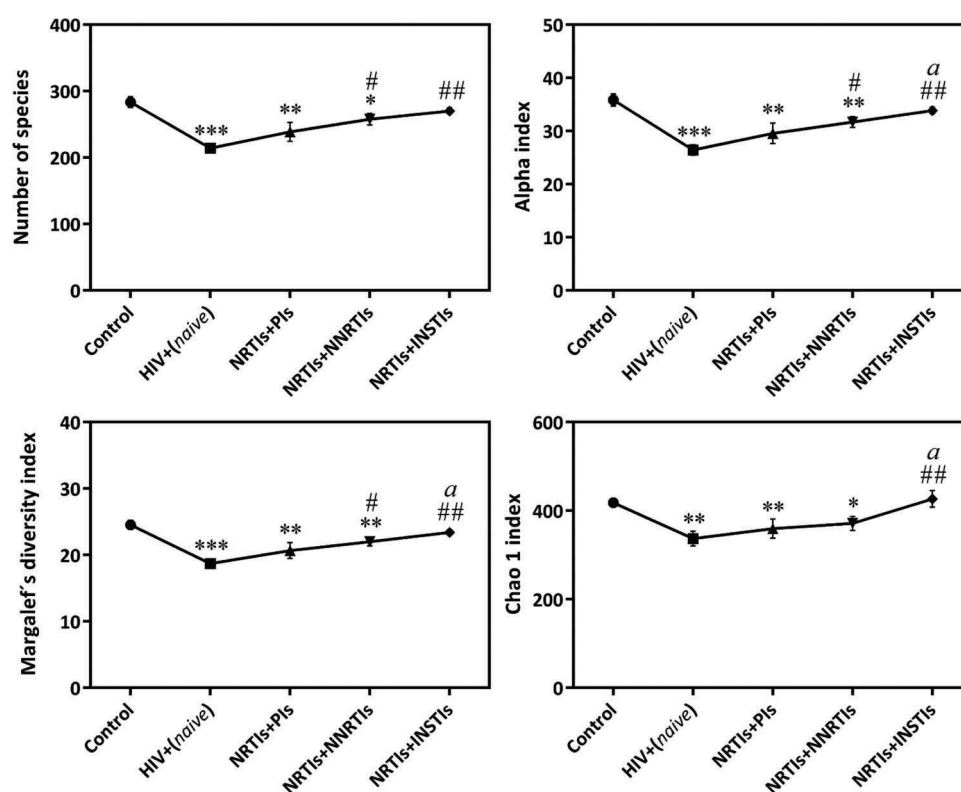 Number of species
400
300
200
100
0
***
**
#
*
##
Control
HIV+(naive)
NRTIs+PIs
NRTIs+NNRTIs
NRTIs+INSTIs
Alpha index
50
40
30
20
10
0
***
**
#
**
a
##
Control
HIV+(naive)
NRTIs+PIs
NRTIs+NNRTIs
NRTIs+INSTIs
Margalef´s diversity index
40
30
20
10
0
***
**
#
**
a
##
Control
HIV+(naive)
NRTIs+PIs
NRTIs+NNRTIs
NRTIs+INSTIs
Chao 1 index
600
400
200
0
**
**
*
a
##
Control
HIV+(naive)
NRTIs+PIs
NRTIs+NNRTIs
NRTIs+INSTIs